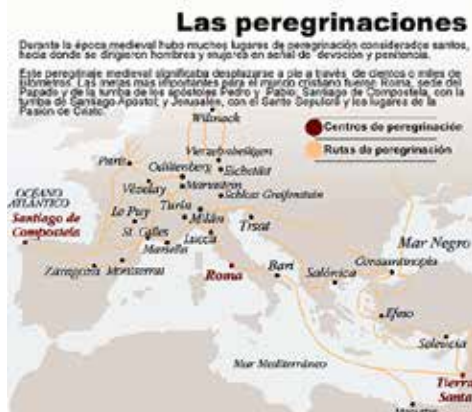 Las peregrinaciones
Durante la época medieval hubo muchos lugares de peregrinación considerados santos,
hacia donde se dirigieron hombres y mujeres en señal de devoción y penitencia.
Este peregrinaje medieval significaba desplazarse a pie a través de cientos o miles de
kilómetros. Las metas más importantes para el mundo cristiano fueron: Roma, sede del
Papado y de la tumba de los apóstoles Pedro y Pablo; Santiago de Compostela, con la
tumba de Santiago Apostol; y Jerusalén, con el Santo Sepulcro y los lugares de la
Pasión de Cristo.
Wilsnack
Centros de peregrinación
Rutas de peregrinación
Vierzehnheiligen
Paris
Eichstät
Vézelay
Schloss Greifenstein
OCÉANO
ATLÁNTICO
Le Puy
Turín
Milán
Santiago de
Compostela
St. Gilles
Trsat
Marsella
Lucca
Mar Negro
Zaragoza
Montserrat
Roma
Bari
Salónica
Constantinopla
Efeso
Seleucia
Mar Mediterráneo
Tierra
Santa